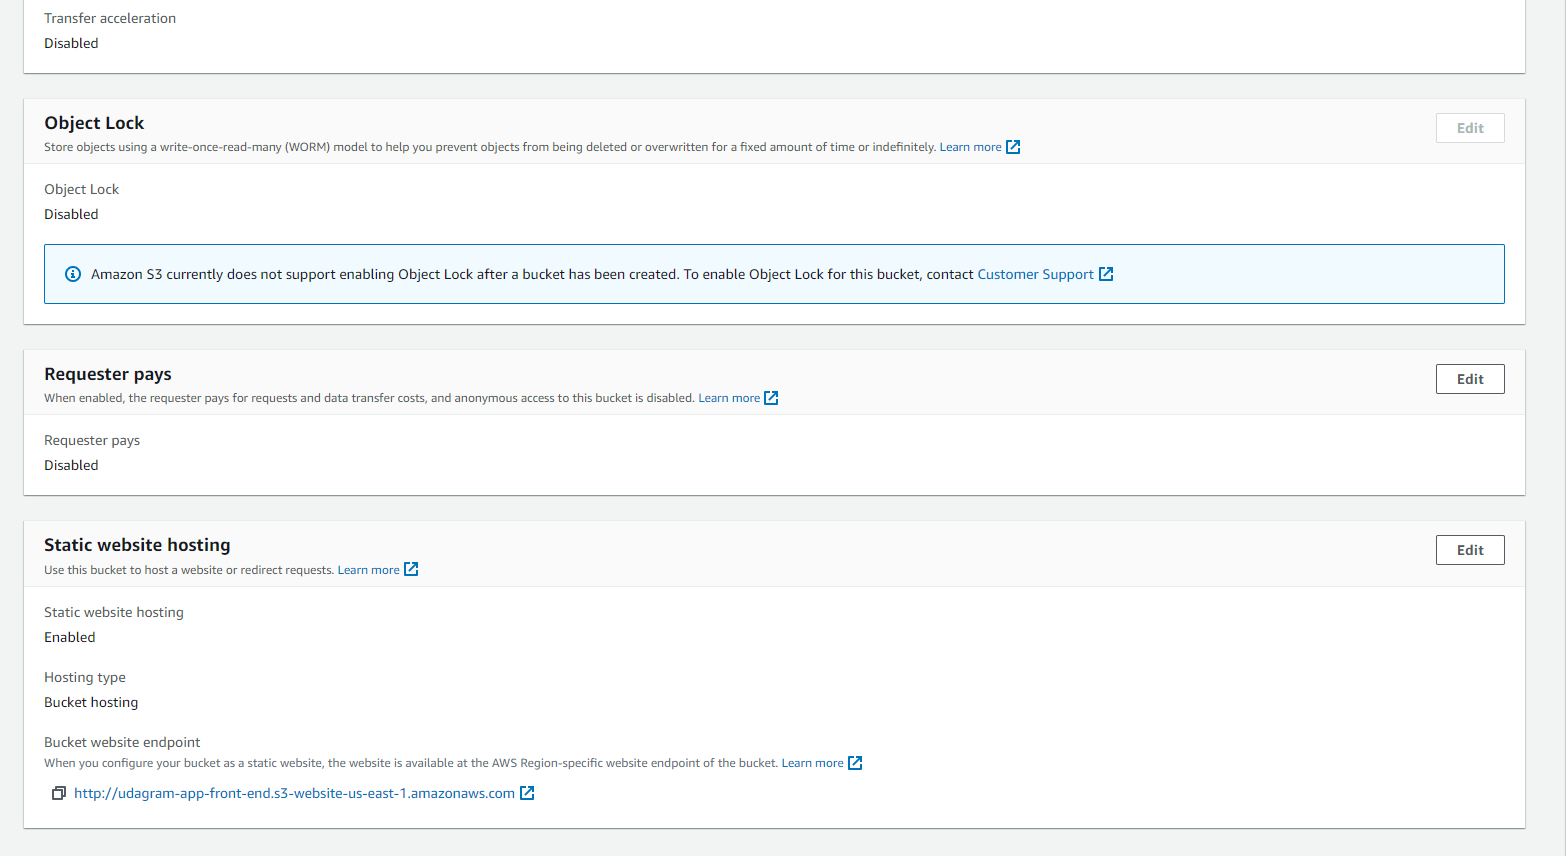 Transfer acceleration
Disabled
Object Lock
Edit
Store objects using a write-once-read-many (WORM) model to help you prevent objects from being deleted or overwritten for a fixed amount of time or indefinitely. Learn more
Object Lock
Disabled
Amazon S3 currently does not support enabling Object Lock after a bucket has been created. To enable Object Lock for this bucket, contact Customer Support
Requester pays
Edit
When enabled, the requester pays for requests and data transfer costs, and anonymous access to this bucket is disabled. Learn more
Requester pays
Disabled
Static website hosting
Edit
Use this bucket to host a website or redirect requests. Learn more
Static website hosting
Enabled
Hosting type
Bucket hosting
Bucket website endpoint
When you configure your bucket as a static website, the website is available at the AWS Region-specific website endpoint of the bucket. Learn more
http://udagram-app-front-end.s3-website-us-east-1.amazonaws.com